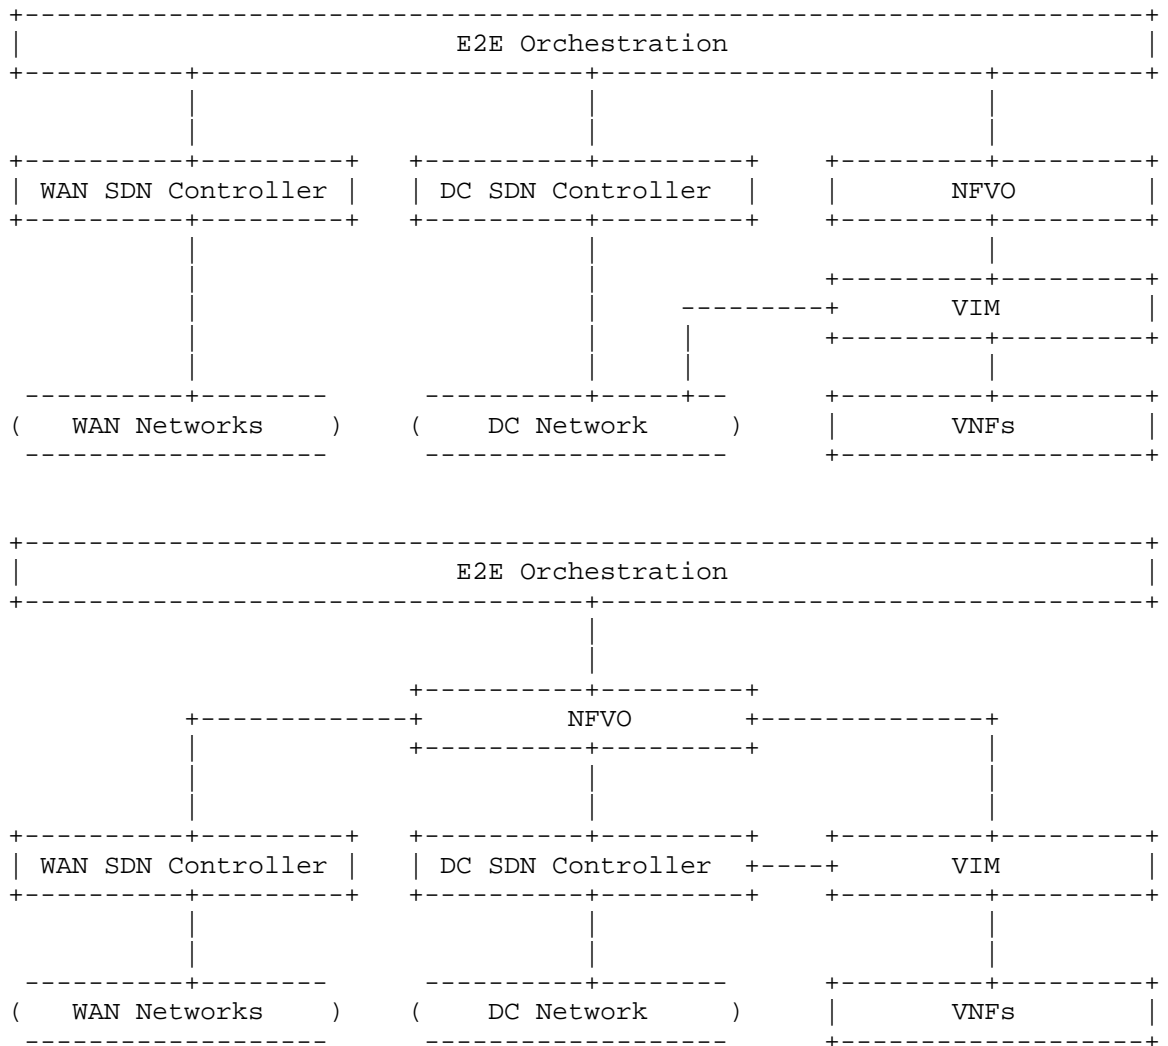 E2E Orchestration
WAN SDN Controller DC SDN Controller NFVO
VIM
( WAN Networks ) ( DC Network ) VNFs
E2E Orchestration
NFVO
WAN SDN Controller DC SDN Controller VIM
( WAN Networks ) ( DC Network ) VNFs